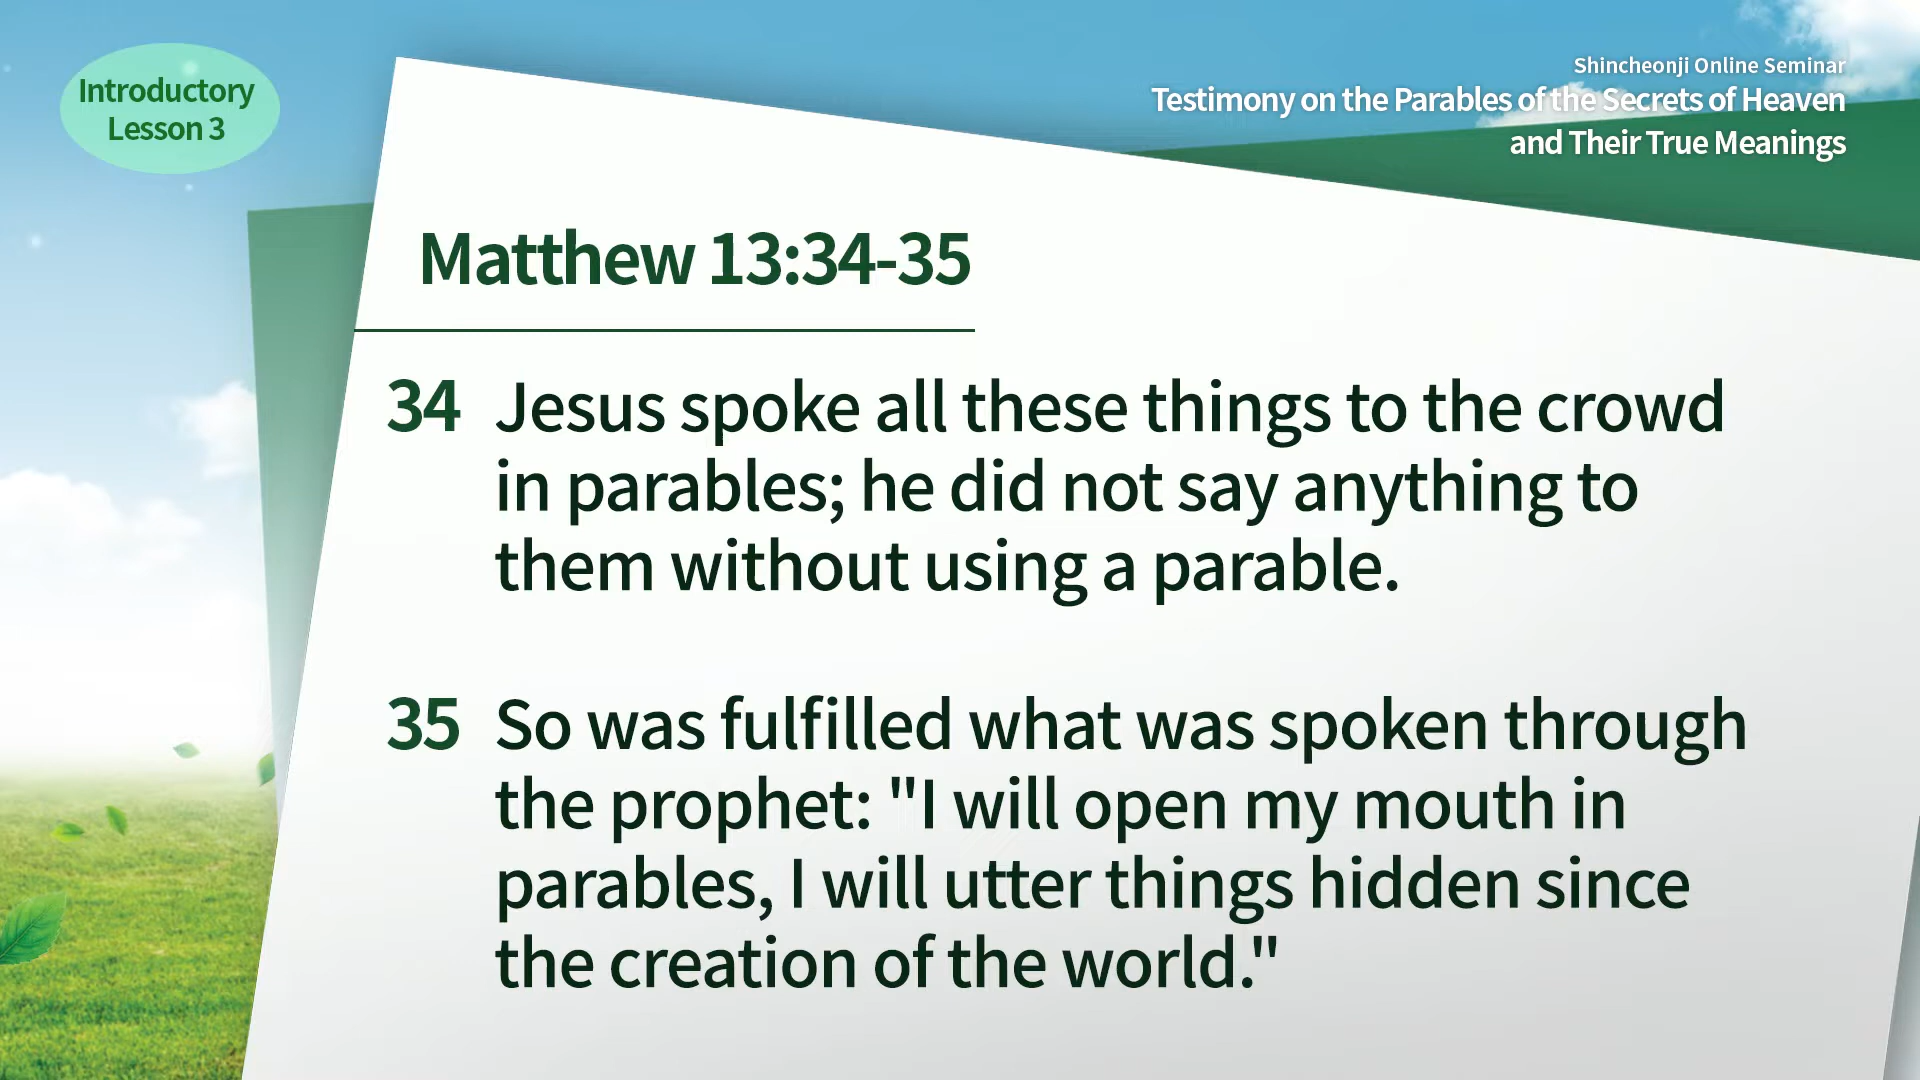 Introductory
Lesson 3
Shincheonji Online Seminar
Testimony on the Parables of the Secrets of Heaven
and Their True Meanings
Matthew 13:34-35
34 Jesus spoke all these things to the crowd
in parables; he did not say anything to
them without using a parable.
35 So was fulfilled what was spoken through
the prophet: "I will open my mouth in
parables, I will utter things hidden since
the creation of the world."